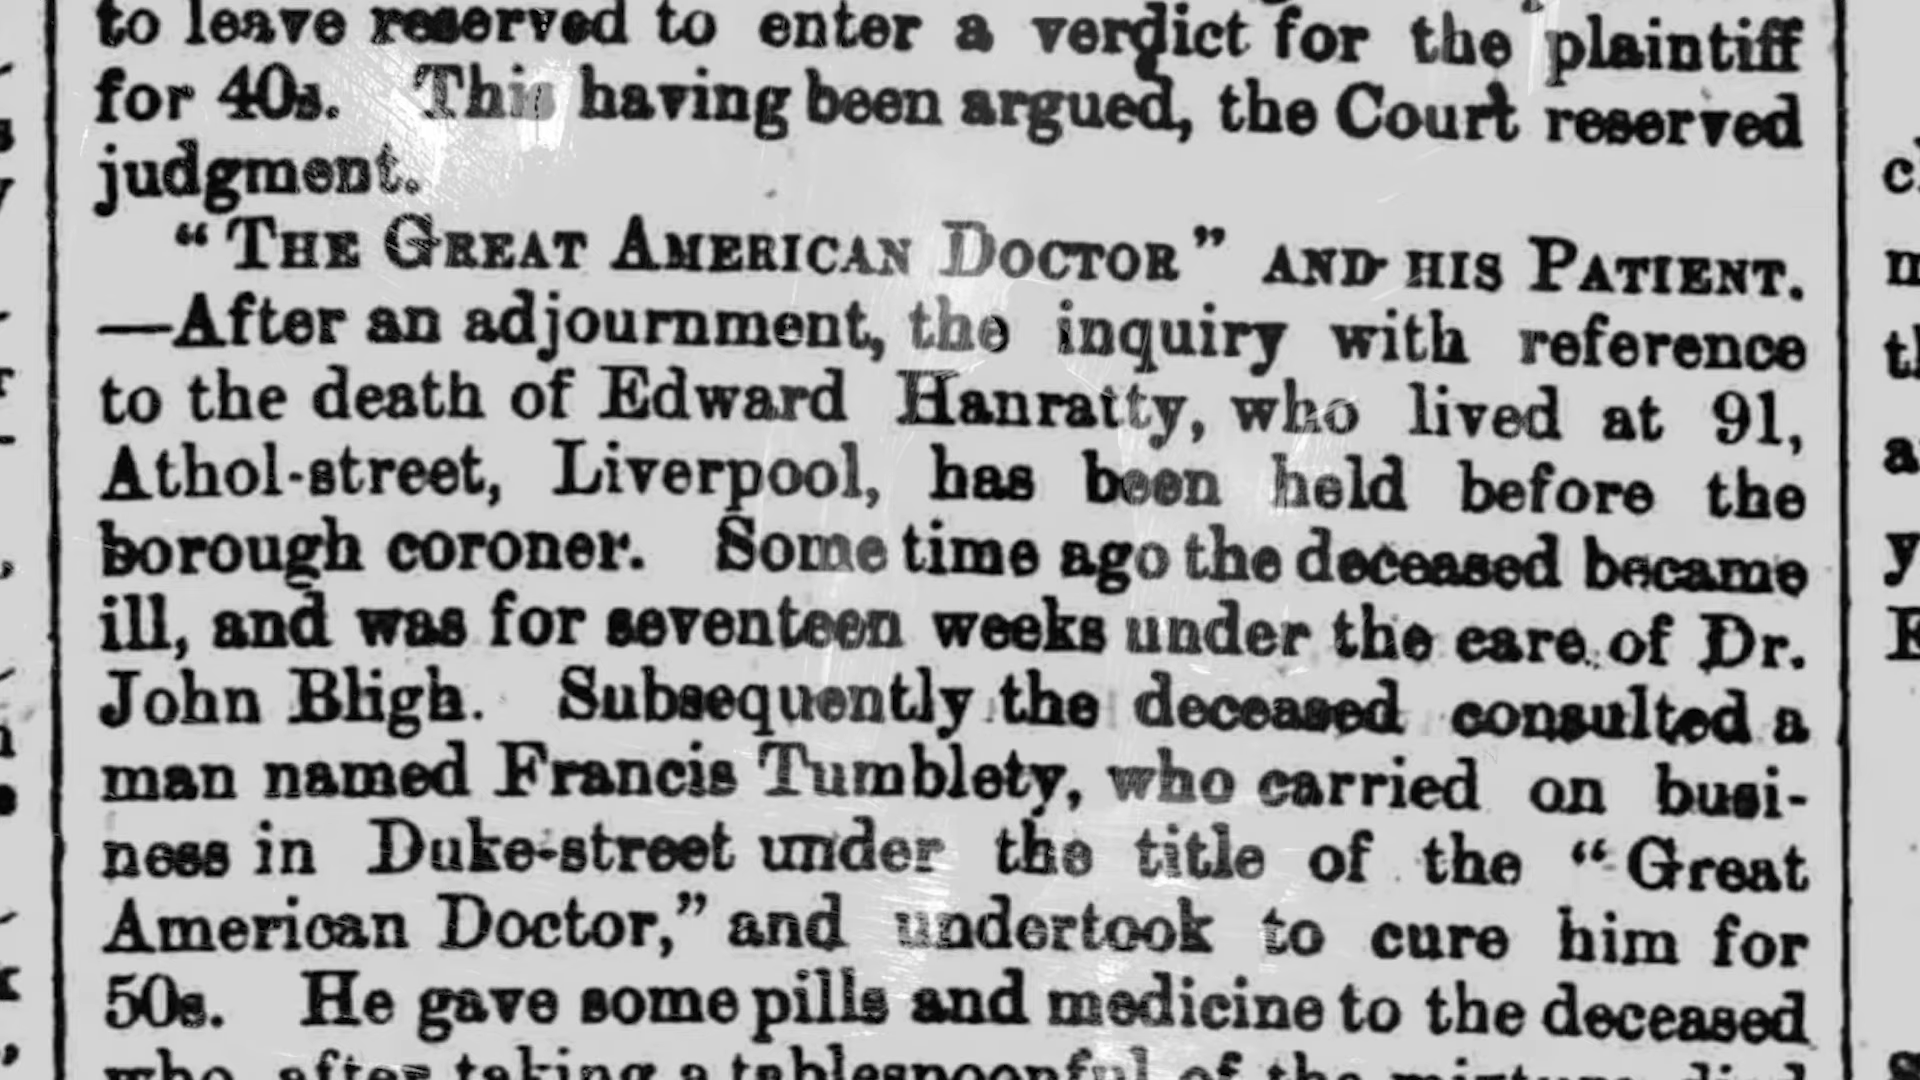 to leave reserved to enter a verdict for the plaintiff
for 40s. This having been argued, the Court reserved
judgment.
“THE GREAT AMERICAN DOCTOR” AND HIS PATIENT.
—After an adjournment, the inquiry with reference
to the death of Edward Hanratty, who lived at 91,
Athol-street, Liverpool, has been held before the
borough coroner. Some time ago the deceased became
ill, and was for seventeen weeks under the care of Dr.
John Bligh. Subsequently the deceased consulted a
man named Francis Tumblety, who carried on busi-
ness in Duke-street under the title of the “Great
American Doctor,” and undertook to cure him for
50s. He gave some pills and medicine to the deceased
who after taking a tablespoonful of the mixture died